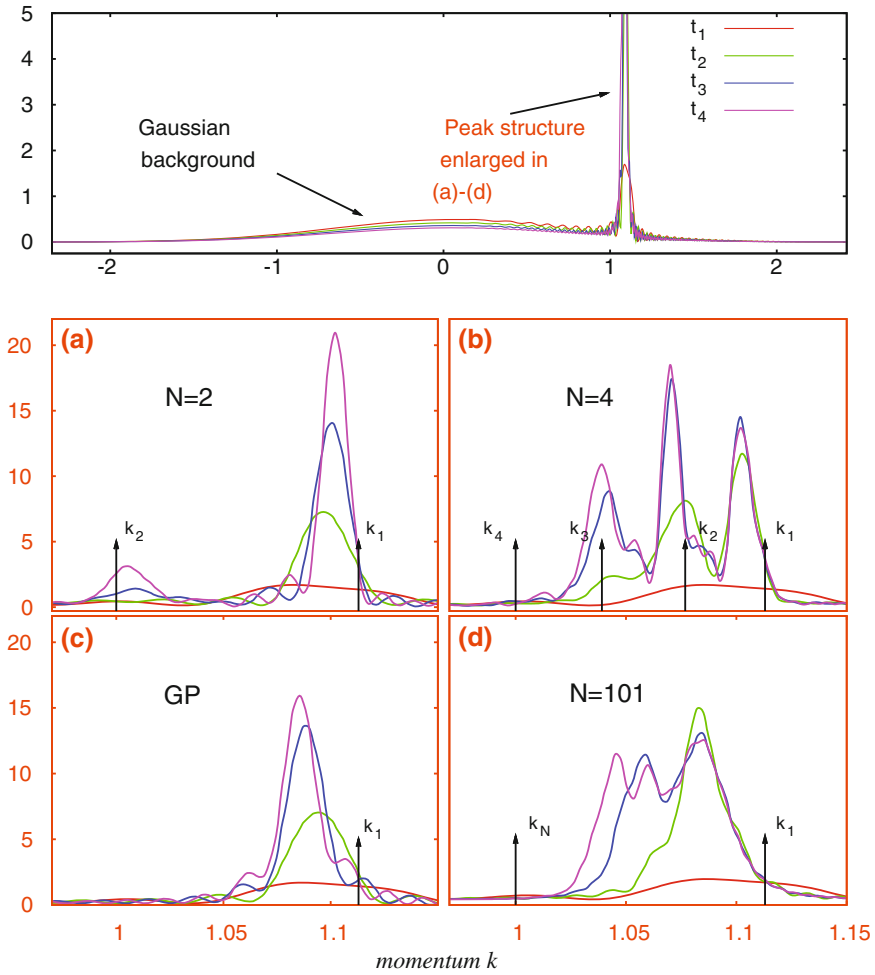 5
4
3
2
1
0
t1
t2
t3
t4
Gaussian
background
Peak structure
enlarged in
(a)-(d)
-2 -1 0 1 2
(a)
N=2
k2
k1
20
15
10
5
0
(b)
N=4
k4
k3
k2
k1
(c)
GP
k1
20
15
10
5
0
(d)
N=101
kN
k1
1 1.05 1.1 1 1.05 1.1 1.15
momentum k